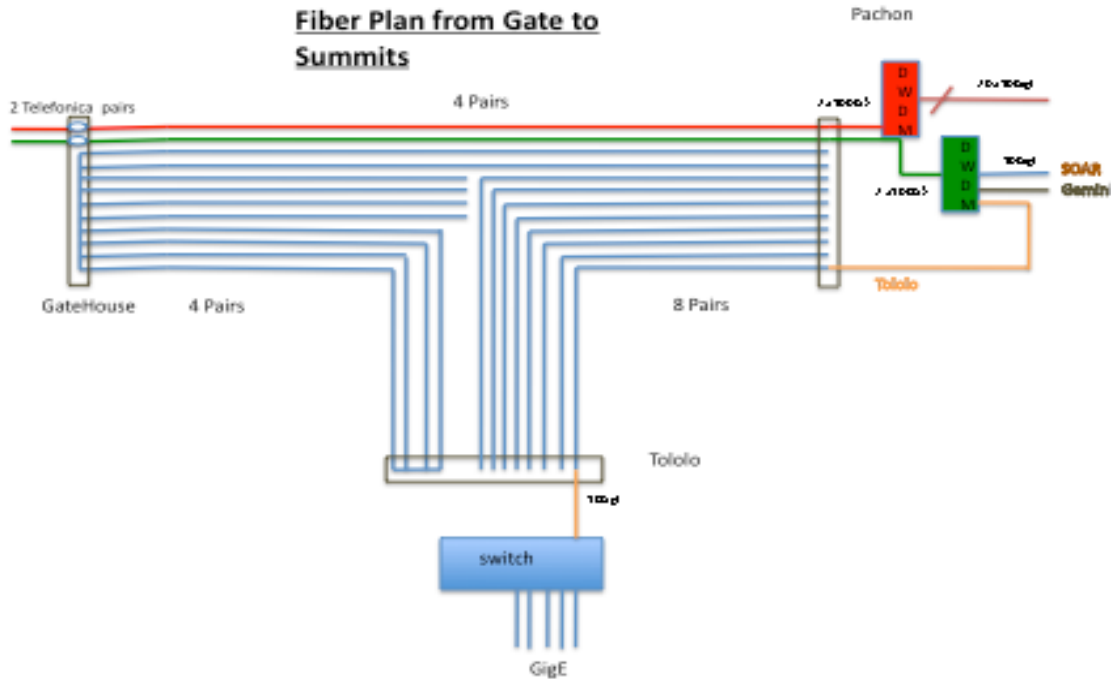 Fiber Plan from Gate to
Summits
Pachon
2 Telefonica pairs
4 Pairs
D
W
D
M
D
W
D
M
SOAR
Gemini
Tololo
GateHouse
4 Pairs
8 Pairs
Tololo
switch
GigE